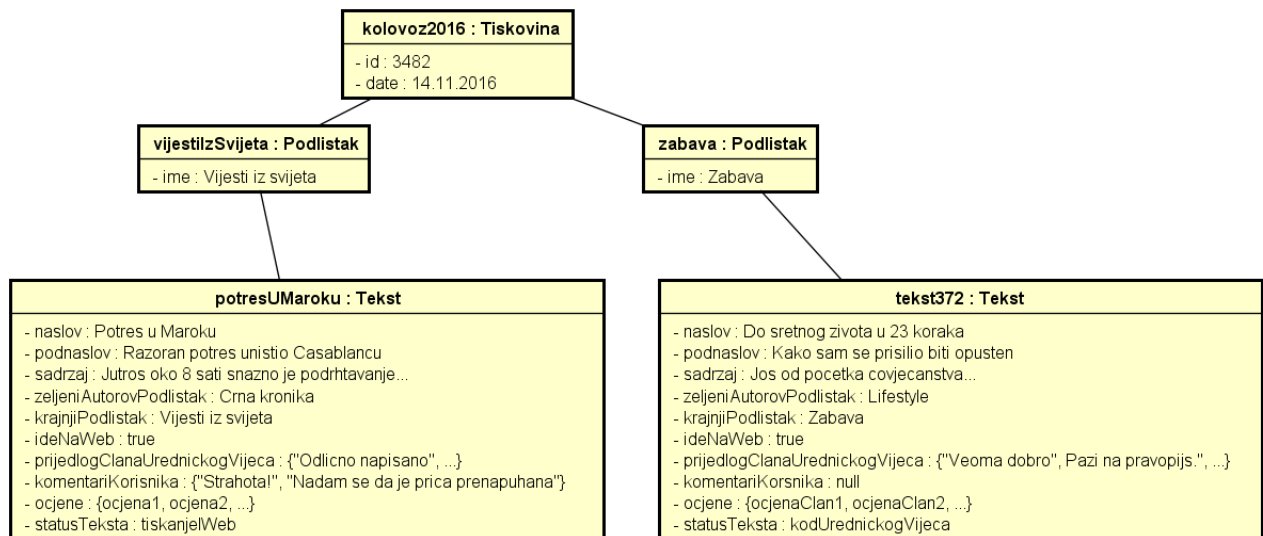 kolovoz2016 : Tiskovina
- id : 3482
- date : 14.11.2016
vijestiIzSvijeta : Podlistak
- ime : Vijesti iz svijeta
zabava : Podlistak
- ime : Zabava
potresUMaroku : Tekst
- naslov : Potres u Maroku
- podnaslov : Razoran potres unistio Casablancu
- sadrzaj : Jutros oko 8 sati snazno je podrhtavanje...
- zeljeniAutorovPodlistak : Crna kronika
- krajnjiPodlistak : Vijesti iz svijeta
- ideNaWeb : true
- prijedlogClanaUrednickogVijeca : {"Odlicno napisano", ...}
- komentariKorisnika : {"Strahota!", "Nadam se da je prica prenapuhana"}
- ocjene : {ocjena1, ocjena2, ...}
- statusTeksta : tiskanjeIWeb
tekst372 : Tekst
- naslov : Do sretnog zivota u 23 koraka
- podnaslov : Kako sam se prisilio biti opusten
- sadrzaj : Jos od pocetka covjecanstva...
- zeljeniAutorovPodlistak : Lifestyle
- krajnjiPodlistak : Zabava
- ideNaWeb : true
- prijedlogClanaUrednickogVijeca : {"Veoma dobro", Pazi na pravopijs.", ...}
- komentariKorsnika : null
- ocjene : {ocjenaClan1, ocjenaClan2, ...}
- statusTeksta : kodUrednickogVijeca